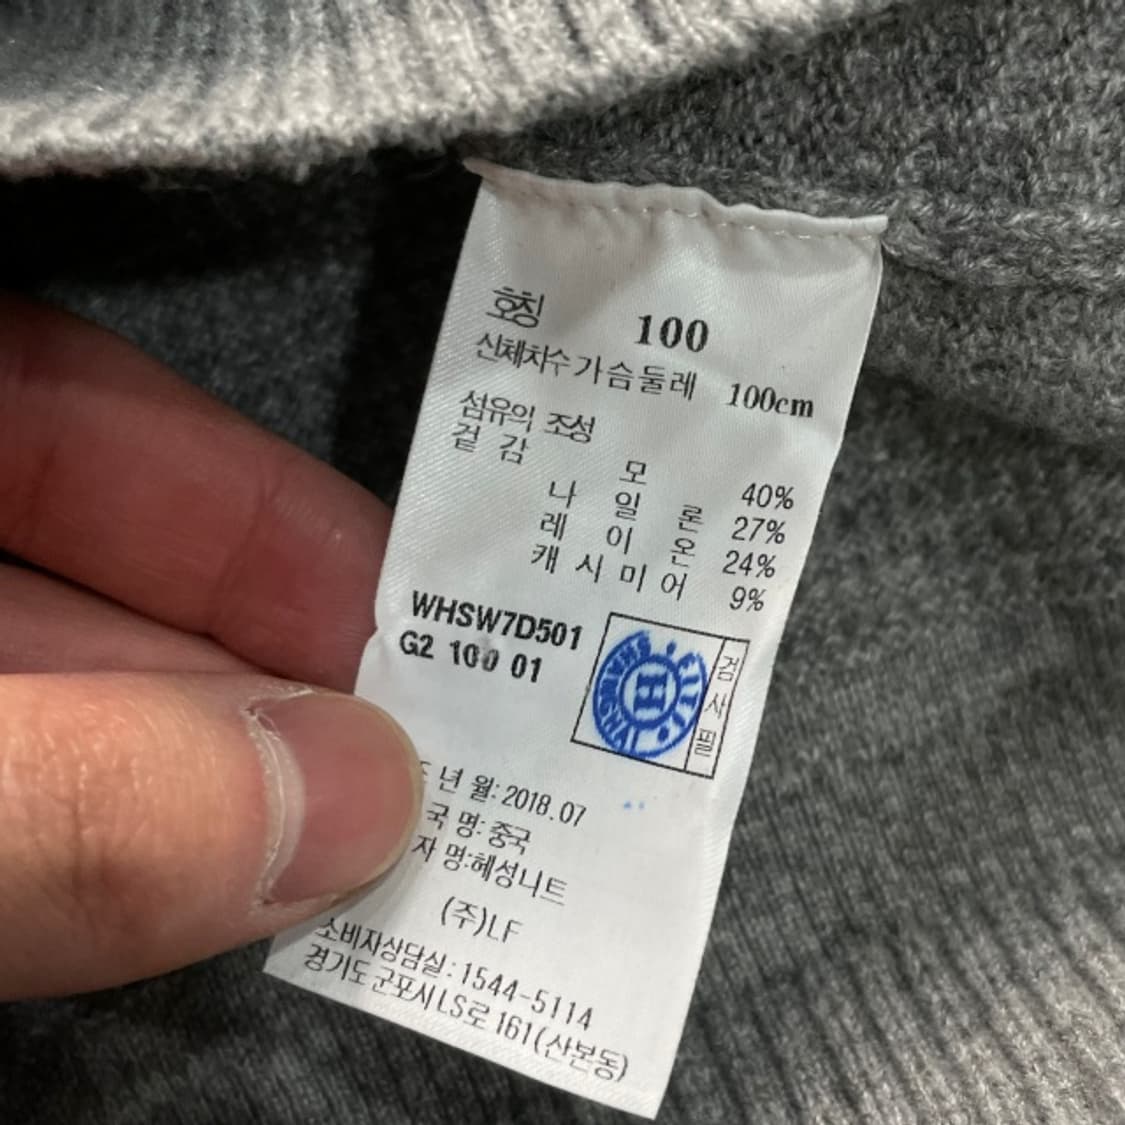 호칭 100
신체치수 가슴둘레 100cm
섬유의 조성
겉감
모 40%
나일론 27%
레이온 24%
캐시미어 9%
WHSW7D501
G2 100 01
검사필
H
년월: 2018.07
국명: 중국
자명: 혜성니트
(주)LF
소비자상담실: 1544-5114
경기도 군포시 LS로 161(산본동)